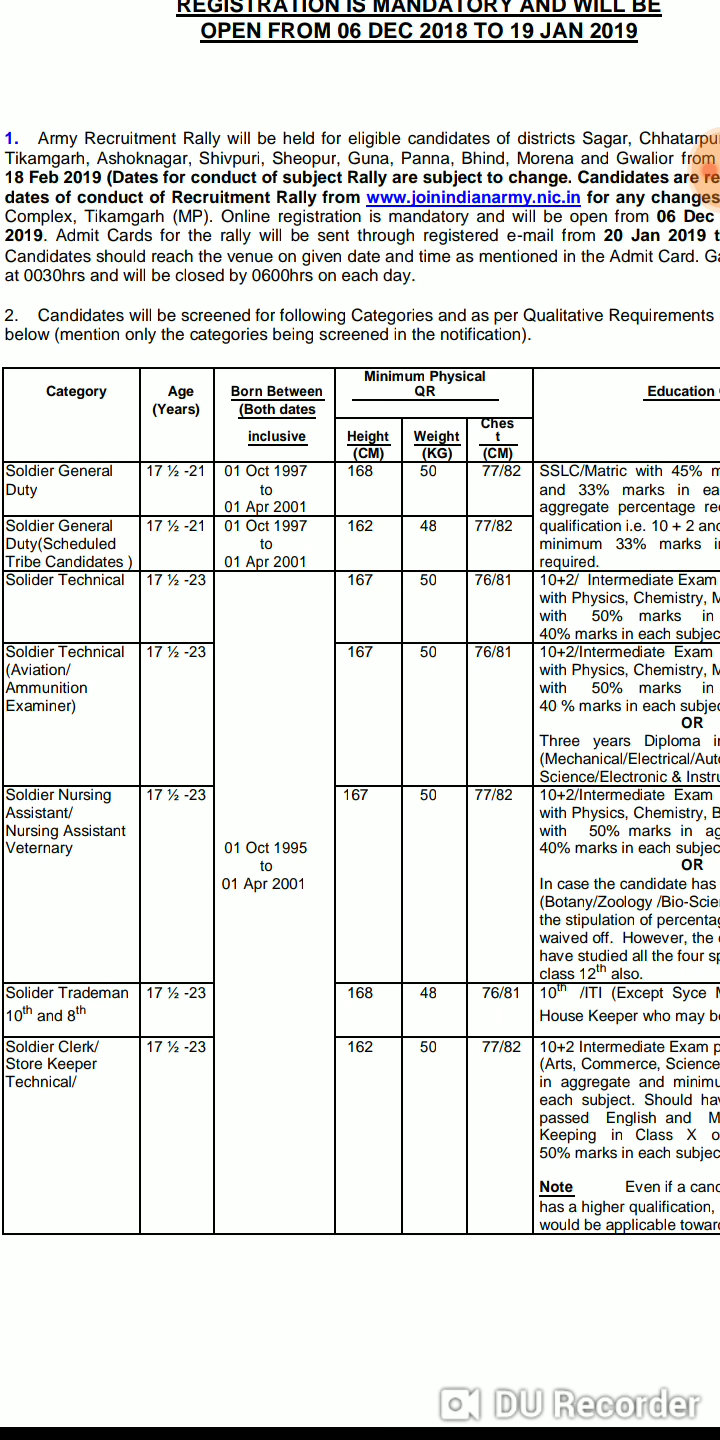 REGISTRATION IS MANDATORY AND WILL BE
OPEN FROM 06 DEC 2018 TO 19 JAN 2019
1. Army Recruitment Rally will be held for eligible candidates of districts Sagar,
Tikamgarh, Ashoknagar, Shivpuri, Sheopur, Guna, Panna, Bhind, Morena and Gwalior from
18 Feb 2019 (Dates for conduct of subject Rally are subject to change. Candidates are
dates of conduct of Recruitment Rally from www.joinindianarmy.nic.in for any changes
Complex, Tikamgarh (MP). Online registration is mandatory and will be open from 06 Dec
2019. Admit Cards for the rally will be sent through registered e-mail from 20 Jan 2019
Candidates should reach the venue on given date and time as mentioned in the Admit Card.
at 0030hrs and will be closed by 0600hrs on each day.
2. Candidates will be screened for following Categories and as per Qualitative Requirements
below (mention only the categories being screened in the notification).
Category
Age
(Years)
Born Between
(Both dates
inclusive
Minimum Physical
QR
Height
(CM)
Weight
(KG)
Ches
t
(CM)
Education
Soldier General
Duty
17 ½ -21
01 Oct 1997
to
01 Apr 2001
168
50
77/82
SSLC/Matric with 45%
and 33% marks in
aggregate percentage
qualification i.e. 10 + 2
minimum 33% marks
required.
Soldier General
Duty(Scheduled
Tribe Candidates )
17 ½ -21
01 Oct 1997
to
01 Apr 2001
162
48
77/82
Solider Technical
17 ½ -23
01 Oct 1995
to
01 Apr 2001
167
50
76/81
10+2/ Intermediate Exam
with Physics, Chemistry,
with 50% marks in
40% marks in each
Soldier Technical
(Aviation/
Ammunition
Examiner)
17 ½ -23
167
50
76/81
10+2/Intermediate Exam
with Physics, Chemistry,
with 50% marks in
40 % marks in each
OR
Three years Diploma
(Mechanical/Electrical/
Science/Electronic &
Soldier Nursing
Assistant/
Nursing Assistant
Veternary
17 ½ -23
167
50
77/82
10+2/Intermediate Exam
with Physics, Chemistry,
with 50% marks in
40% marks in each
OR
In case the candidate has
(Botany/Zoology
the stipulation of
waived off. However, the
have studied all the four
class 12th also.
Solider Trademan
10th and 8th
17 ½ -23
168
48
76/81
10th /ITI (Except Syce
House Keeper who may
Soldier Clerk/
Store Keeper
Technical/
17 ½ -23
162
50
77/82
10+2 Intermediate Exam
(Arts, Commerce, Science
in aggregate and
each subject. Should
passed English and
Keeping in Class X
50% marks in each
Note Even if a
has a higher qualification,
would be applicable
DU Recorder